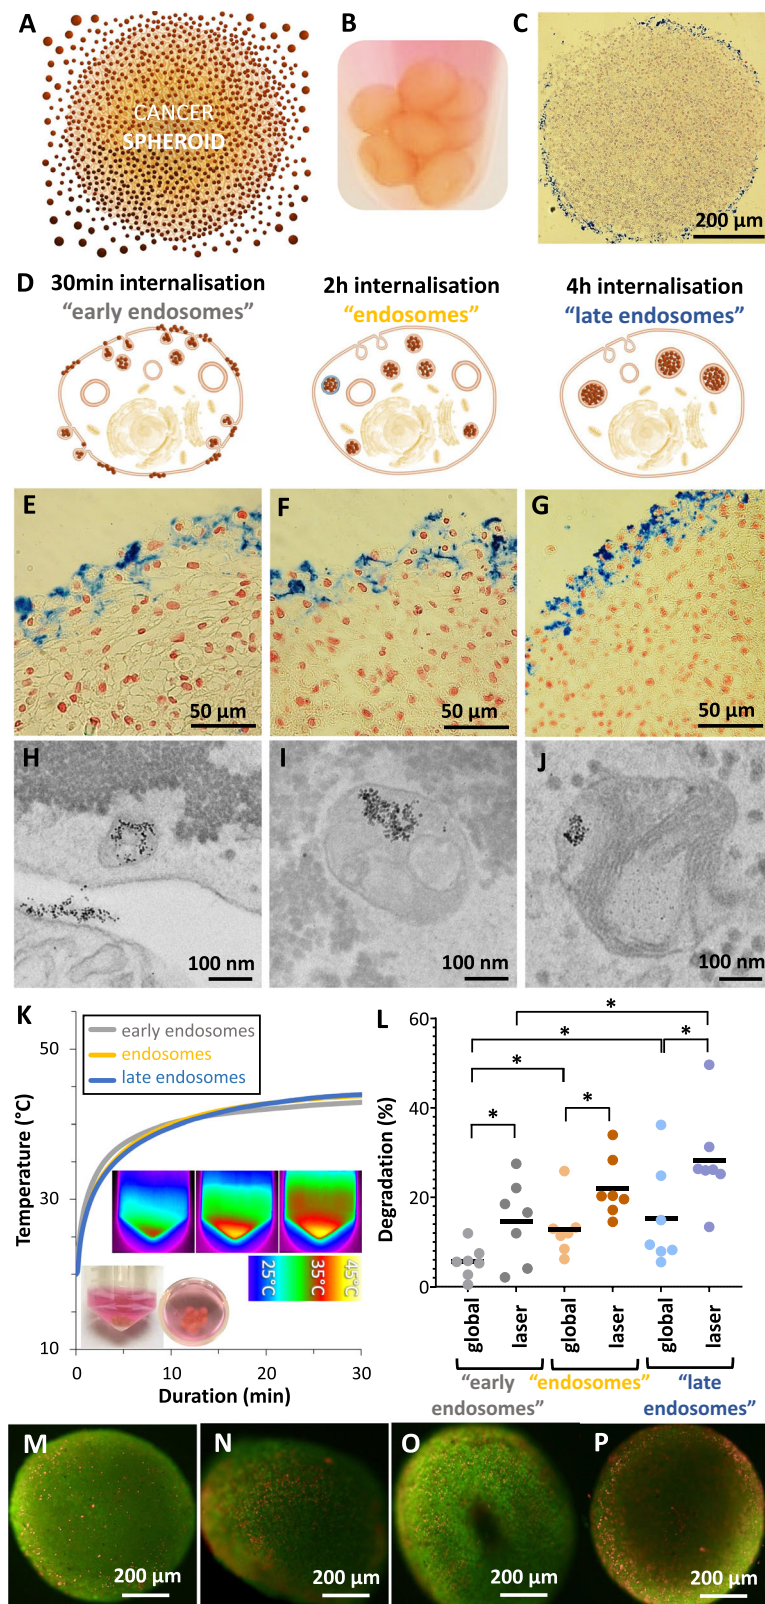 A
CANCER
SPHEROID
B
C
200 µm
D
30min internalisation
"early endosomes"
2h internalisation
"endosomes"
4h internalisation
"late endosomes"
E
50 µm
F
50 µm
G
50 µm
H
100 nm
I
100 nm
J
100 nm
K
early endosomes
endosomes
late endosomes
Temperature (°C)
50
30
10
25°C
35°C
45°C
0
10
20
30
Duration (min)
L
Degradation (%)
60
40
20
0
*
*
*
*
*
*
global
laser
global
laser
global
laser
"early
endosomes"
"endosomes"
"late
endosomes"
M
200 µm
N
200 µm
O
200 µm
P
200 µm